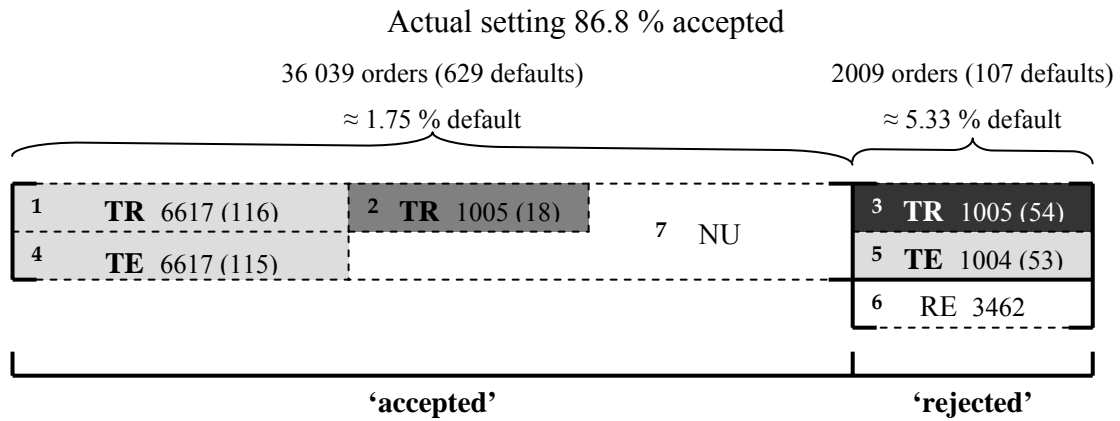 Actual setting 86.8 % accepted
36 039 orders (629 defaults)
2009 orders (107 defaults)
≈ 1.75 % default
≈ 5.33 % default
1 TR 6617 (116)
2 TR 1005 (18)
3 TR 1005 (54)
7 NU
4 TE 6617 (115)
5 TE 1004 (53)
6 RE 3462
‘accepted’
‘rejected’